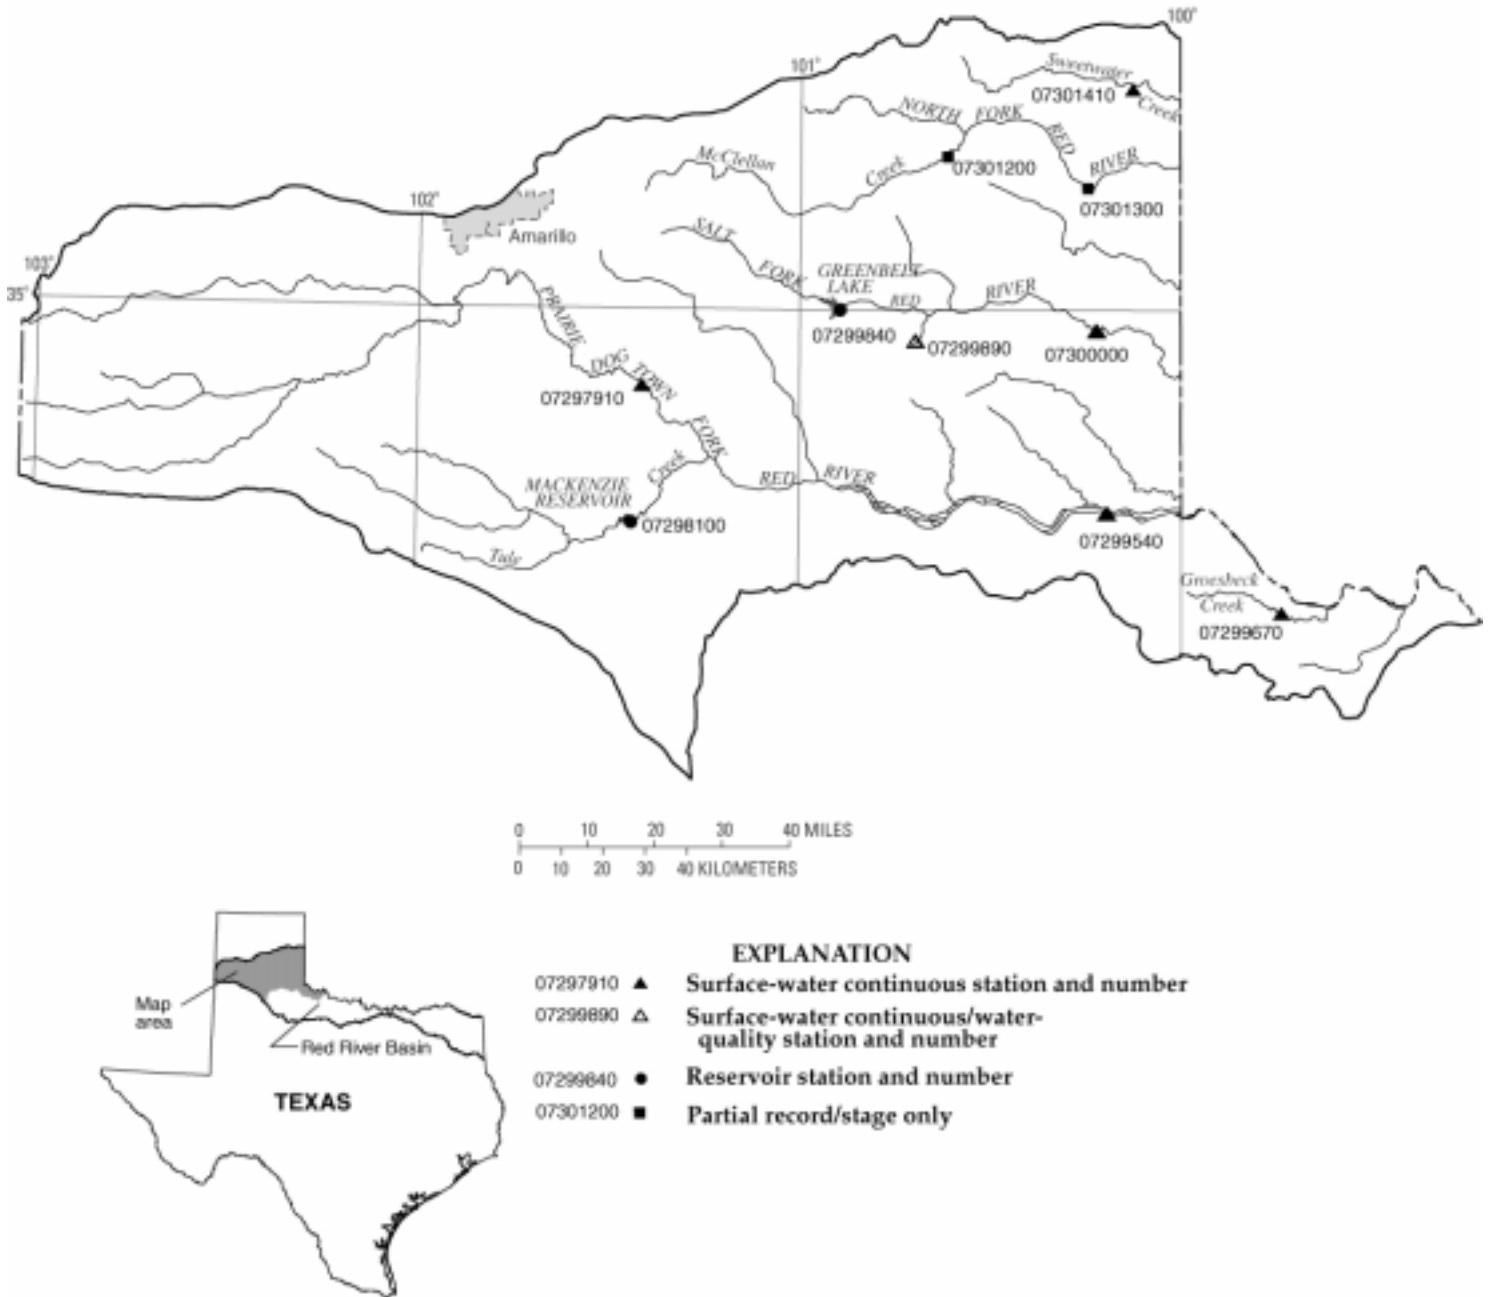 100°
101°
Sweetwater
Creek
07301410
NORTH FORK RED RIVER
McClellan Creek
07301200
07301300
102°
Amarillo
SALT FORK RED RIVER
103°
35°
GREENBELT
LAKE
07299840
07299890
07300000
PRAIRIE DOG TOWN FORK RED RIVER
07297910
MACKENZIE
RESERVOIR
Creek
07298100
Tule
07299540
Groesbeck
Creek
07299670
0 10 20 30 40 MILES
0 10 20 30 40 KILOMETERS
EXPLANATION
07297910 Surface-water continuous station and number
07299890 Surface-water continuous/water-
quality station and number
07299840 Reservoir station and number
07301200 Partial record/stage only
Map
area
Red River Basin
TEXAS